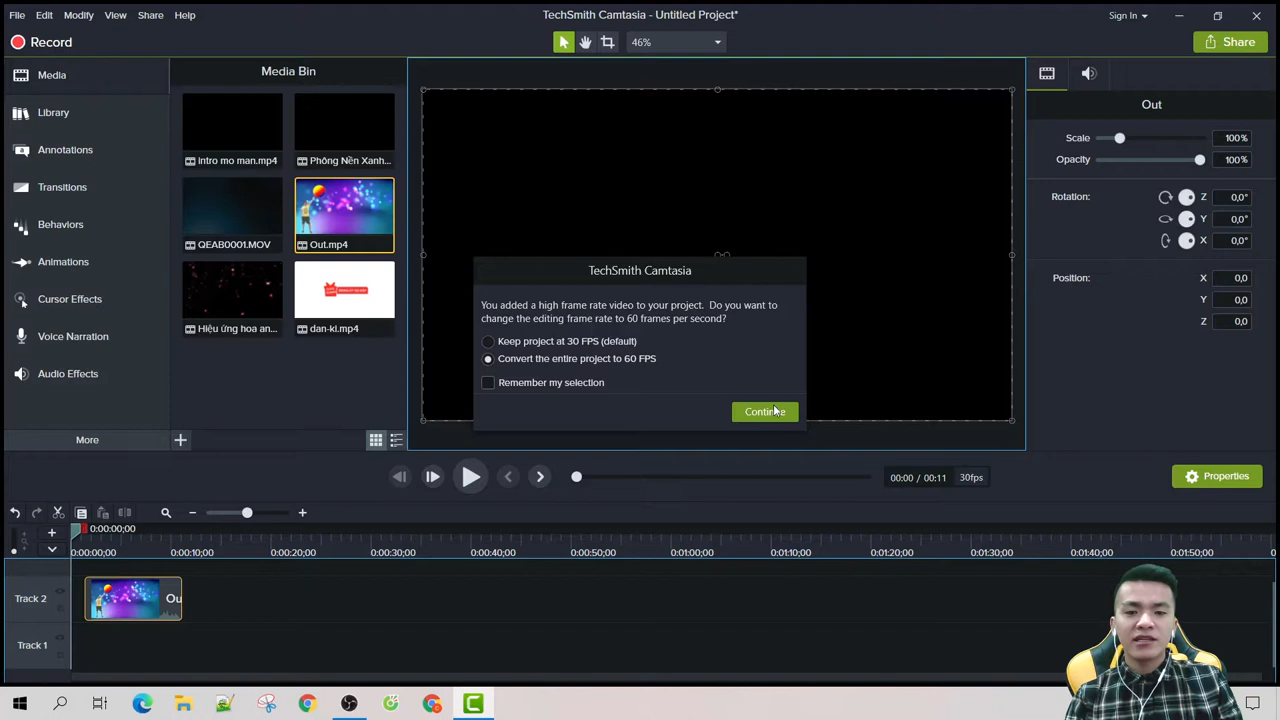 File Edit Modify View Share Help
TechSmith Camtasia - Untitled Project*
Sign In
Record
46%
Share
Media
Library
Annotations
Transitions
Behaviors
Animations
Cursor Effects
Voice Narration
Audio Effects
More
Media Bin
intro mo man.mp4
Phông Nền Xanh...
QEAB0001.MOV
Out.mp4
Hiệu ứng hoa an...
dan-ki.mp4
TechSmith Camtasia
You added a high frame rate video to your project. Do you want to
change the editing frame rate to 60 frames per second?
Keep project at 30 FPS (default)
Convert the entire project to 60 FPS
Remember my selection
Continue
Out
Scale 100%
Opacity 100%
Rotation: Z 0,0°
Y 0,0°
X 0,0°
Position: X 0,0
Y 0,0
Z 0,0
00:00 / 00:11 30fps
Properties
0:00:00;00
0:00:00;00 0:00:10;00 0:00:20;00 0:00:30;00 0:00:40;00 0:00:50;00 0:01:00;00 0:01:10;00 0:01:20;00 0:01:30;00 0:01:40;00 0:01:50;00
Track 2
Ou
Track 1